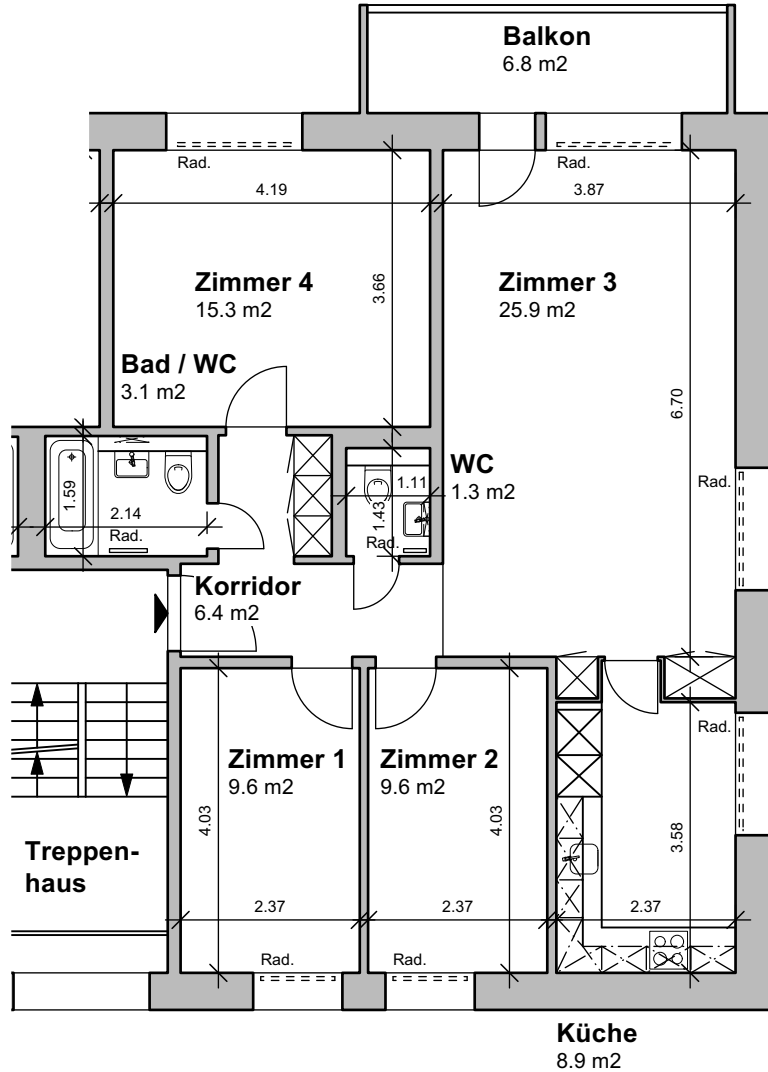 Balkon
6.8 m2
Rad.
Rad.
4.19
3.87
Zimmer 4
15.3 m2
3.66
Zimmer 3
25.9 m2
Bad / WC
3.1 m2
6.70
WC
1.3 m2
Rad.
1.59
2.14
Rad.
1.11
1.43
Rad.
Korridor
6.4 m2
Rad.
Zimmer 1
9.6 m2
Zimmer 2
9.6 m2
4.03
4.03
3.58
Treppen-
haus
2.37
2.37
2.37
Rad.
Rad.
Küche
8.9 m2